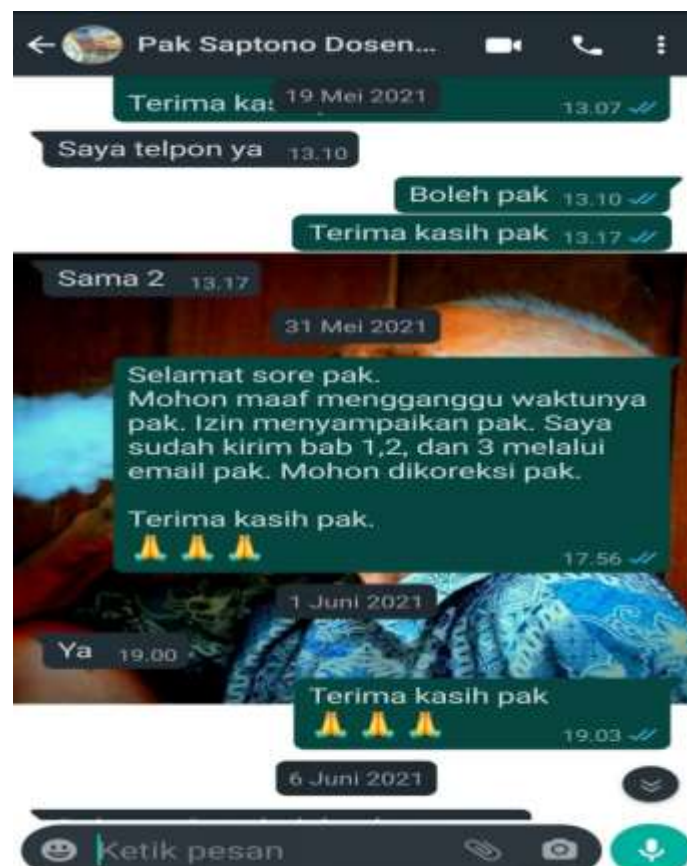 Pak Saptono Dosen...
19 Mei 2021
Terima kas 13.07
Saya telpon ya 13.10
Boleh pak 13.10
Terima kasih pak 13.17
Sama 2 13.17
31 Mei 2021
Selamat sore pak.
Mohon maaf mengganggu waktunya
pak. Izin menyampaikan pak. Saya
sudah kirim bab 1,2, dan 3 melalui
email pak. Mohon dikoreksi pak.
Terima kasih pak.
🙏 🙏 🙏
17.56
1 Juni 2021
Ya 19.00
Terima kasih pak
🙏 🙏 🙏
19.03
6 Juni 2021
Ketik pesan